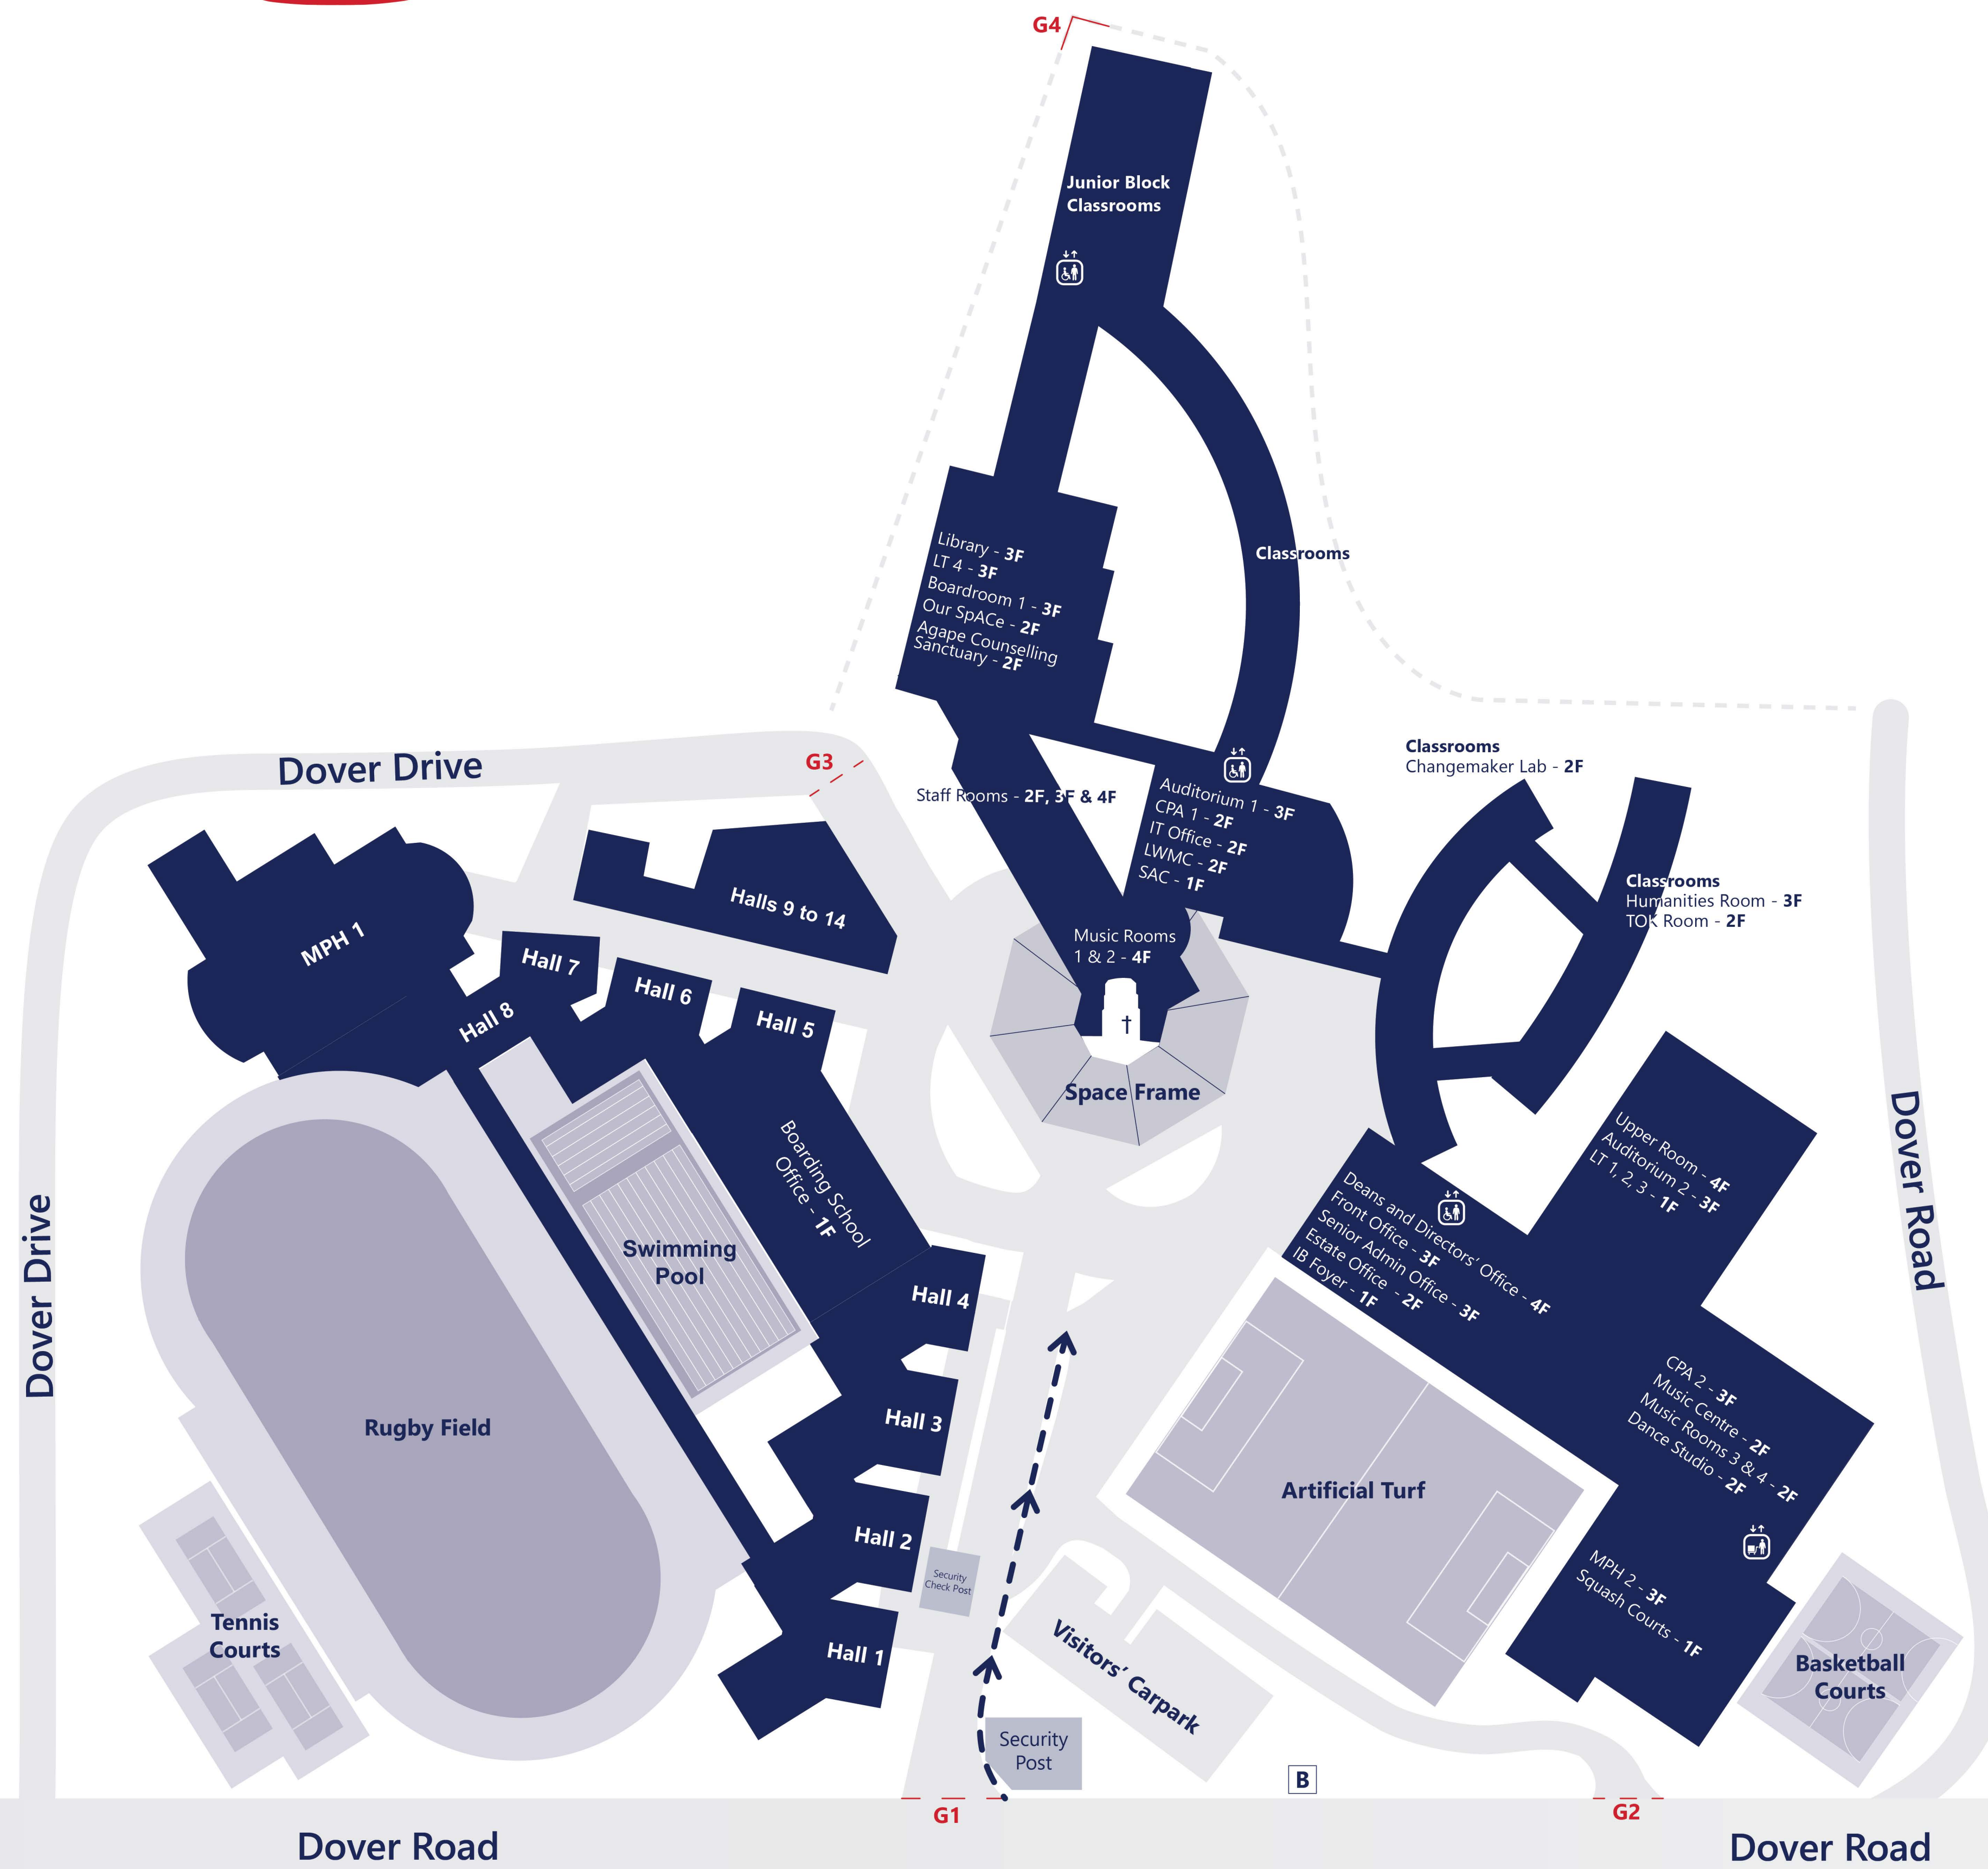 G4
Junior Block
Classrooms
Classrooms
Library - 3F
LT 4 - 3F
Boardroom 1 - 3F
Our SpACe - 2F
Agape Counselling
Sanctuary - 2F
Dover Drive
G3
Staff Rooms - 2F, 3F & 4F
Auditorium 1 - 3F
CPA 1 - 2F
IT Office - 2F
LWMC - 2F
SAC - 1F
Classrooms
Changemaker Lab - 2F
Classrooms
Humanities Room - 3F
TOK Room - 2F
Halls 9 to 14
MPH 1
Hall 7
Hall 6
Hall 5
Hall 8
Music Rooms
1 & 2 - 4F
Space Frame
Boarding School
Office - 1F
Swimming
Pool
Dover Drive
Rugby Field
Hall 4
Hall 3
Hall 2
Hall 1
Upper Room - 4F
Auditorium 2 - 3F
LT 1, 2, 3 - 1F
Deans and Directors' Office - 4F
Front Office - 3F
Senior Admin Office - 3F
Estate Office - 2F
IB Foyer - 1F
Dover Road
CPA 2 - 3F
Music Centre - 2F
Music Rooms 3 & 4 - 2F
Dance Studio - 2F
Artificial Turf
MPH 2 - 3F
Squash Courts - 1F
Security
Check Post
Tennis
Courts
Visitors' Carpark
Basketball
Courts
Security
Post
B
G1
G2
Dover Road
Dover Road